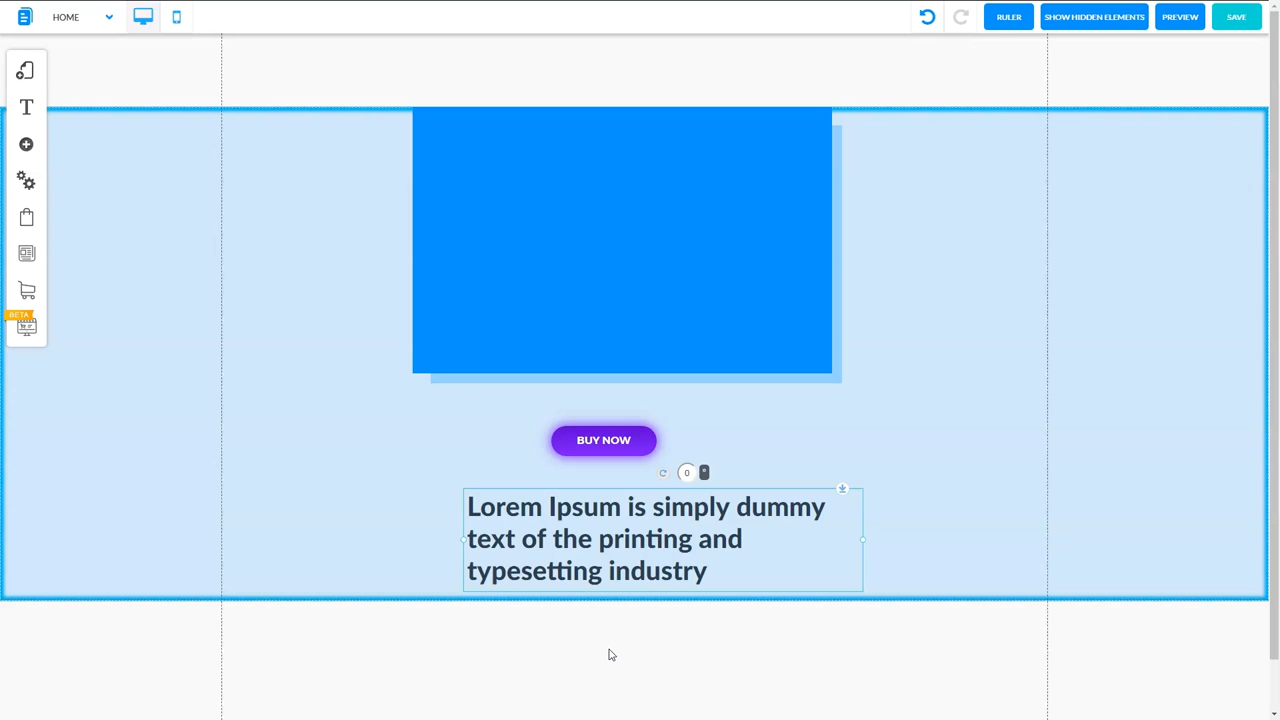 HOME
RULER
SHOW HIDDEN ELEMENTS
PREVIEW
SAVE
T
BETA
BUY NOW
0
Lorem Ipsum is simply dummy
text of the printing and
typesetting industry